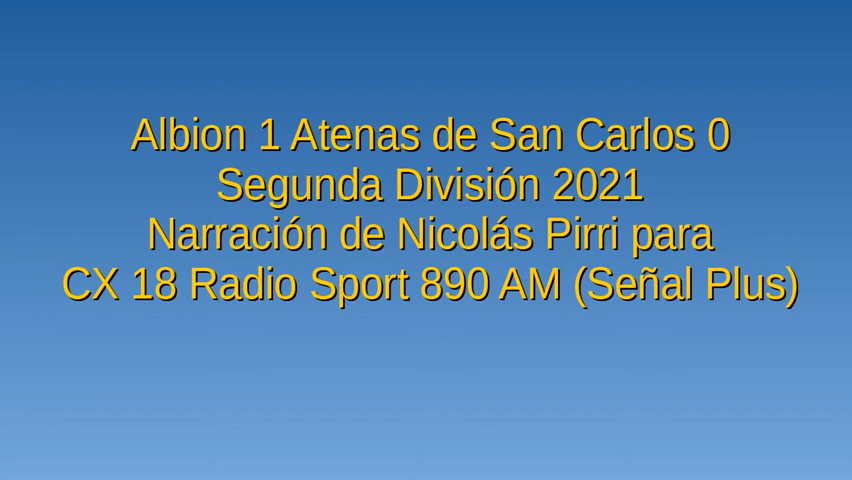 Albion 1 Atenas de San Carlos 0
Segunda División 2021
Narración de Nicolás Pirri para
CX 18 Radio Sport 890 AM (Señal Plus)